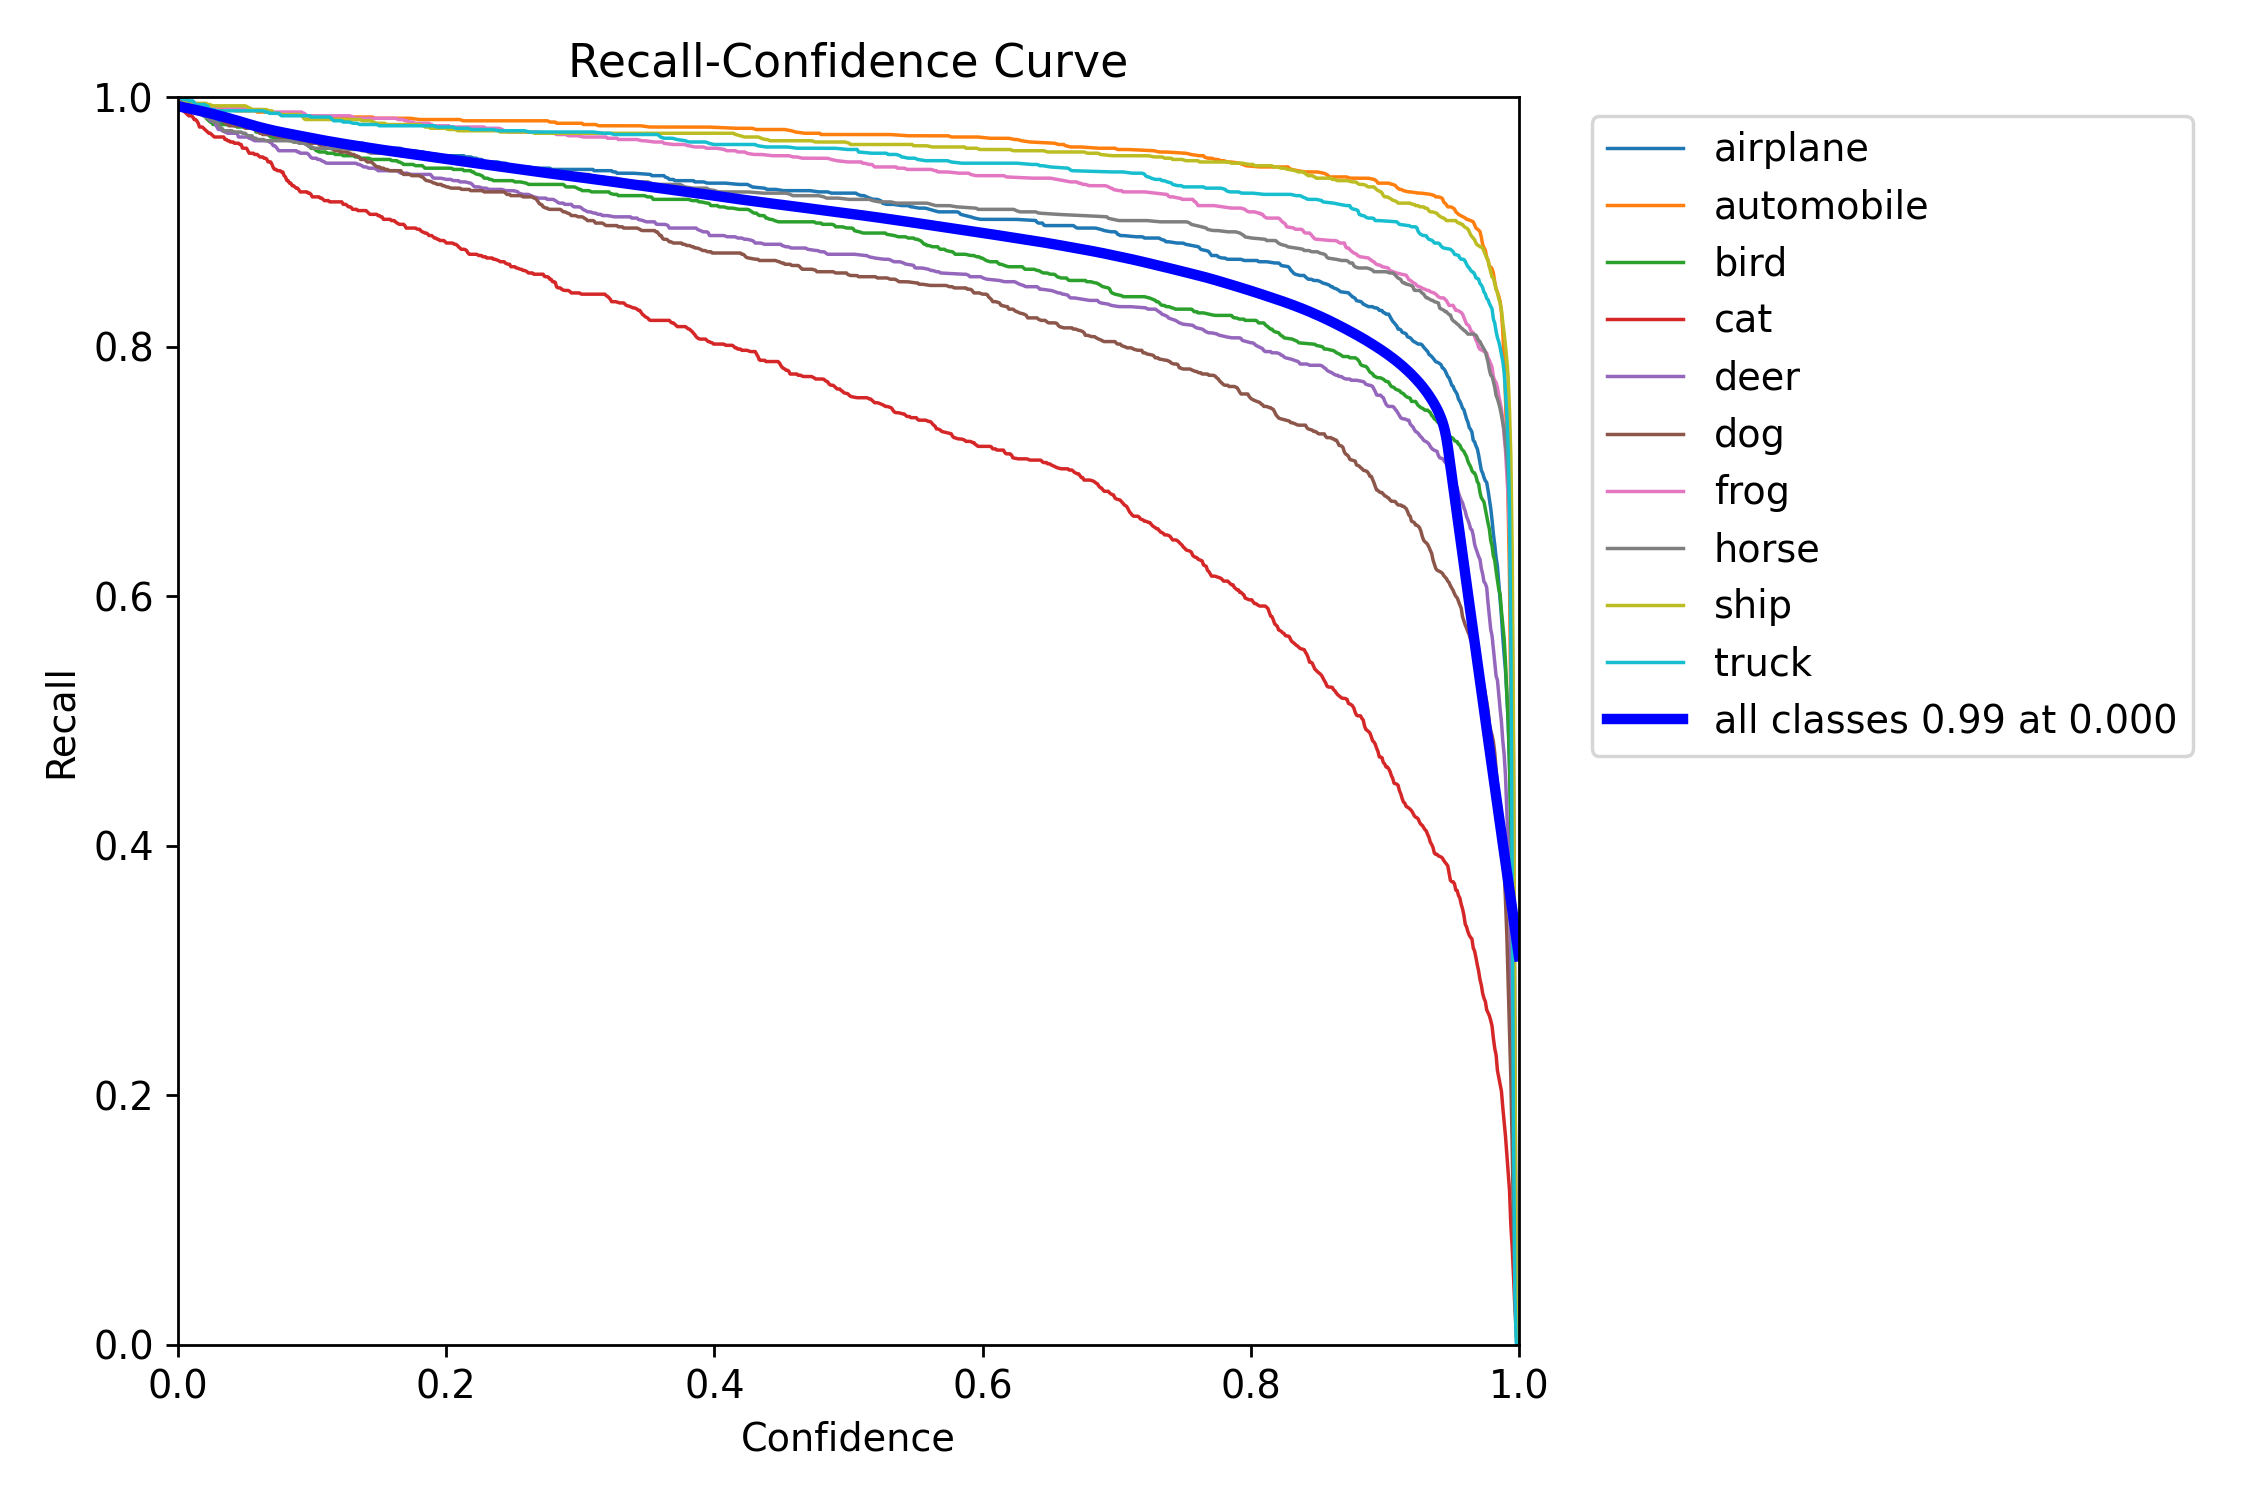 Recall-Confidence Curve
1.0
0.8
0.6
0.4
0.2
0.0
Recall
0.0 0.2 0.4 0.6 0.8 1.0
Confidence
airplane
automobile
bird
cat
deer
dog
frog
horse
ship
truck
all classes 0.99 at 0.000